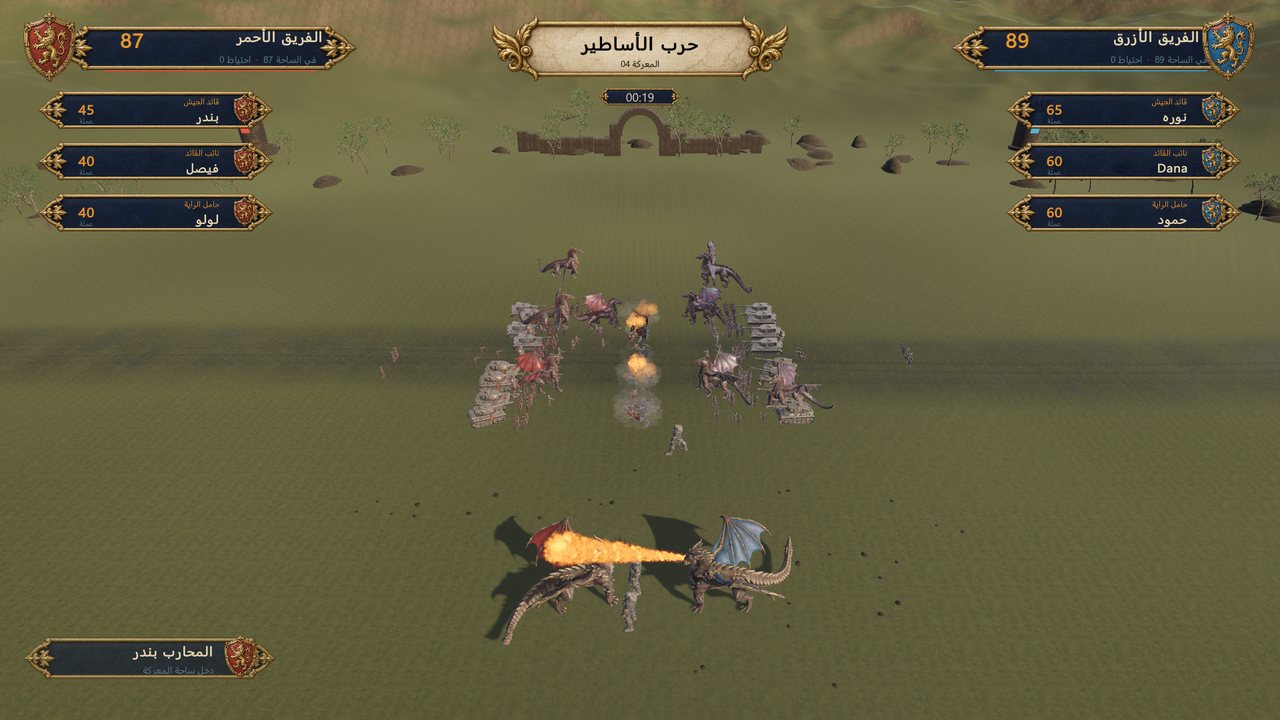 الفريق الأزرق
89
في الساحة 89 · احتياط 0
حرب الأساطير
المعركة 04
00:19
الفريق الأحمر
87
في الساحة 87 · احتياط 0
قائد الجيش
نوره
65
عملة
نائب القائد
Dana
60
عملة
حامل الراية
حمود
60
عملة
قائد الجيش
بندر
45
عملة
نائب القائد
فيصل
40
عملة
حامل الراية
لولو
40
عملة
المحارب بندر
دخل ساحة المعركة